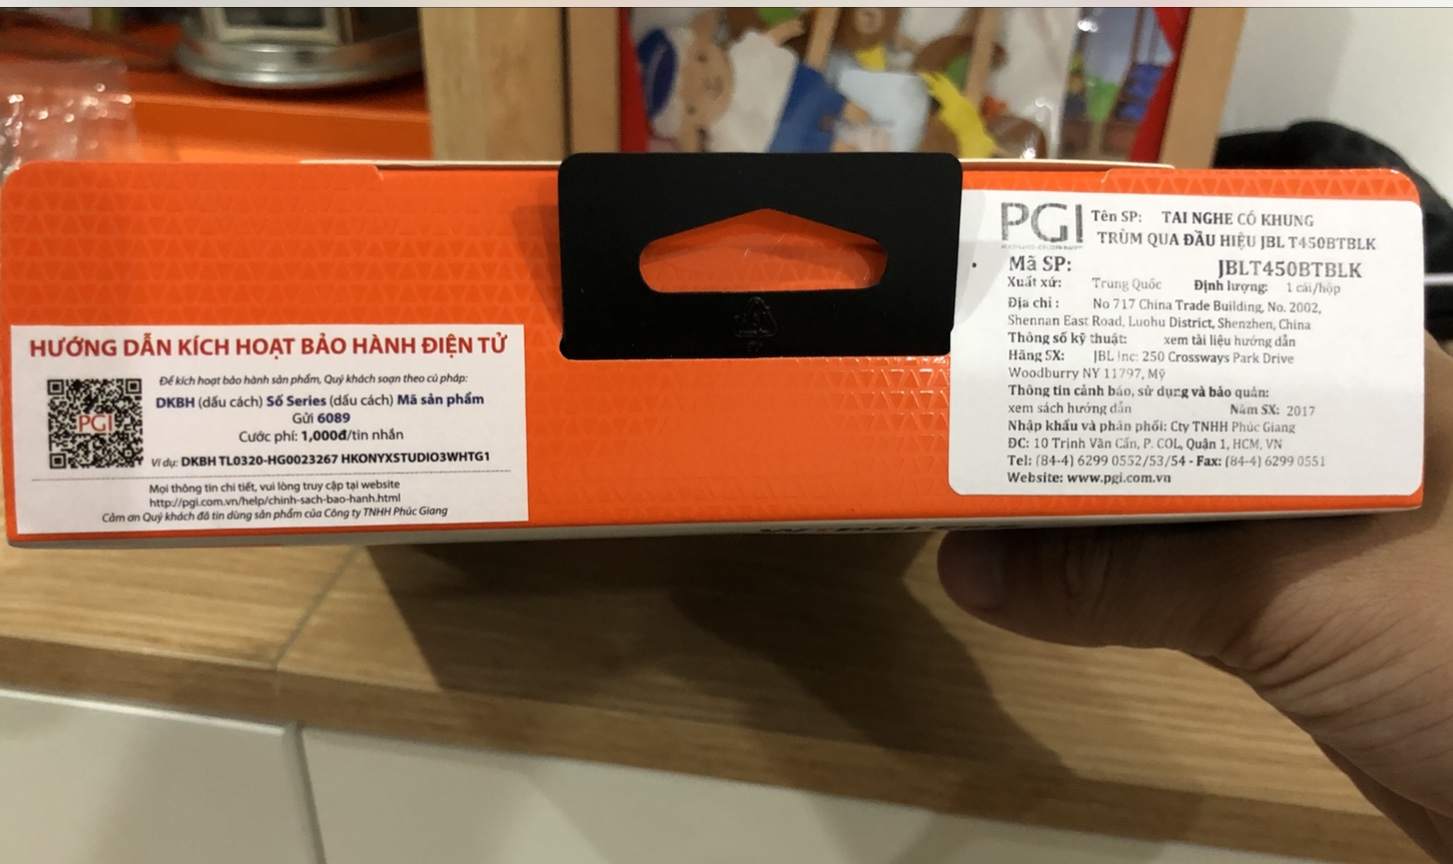 HƯỚNG DẪN KÍCH HOẠT BẢO HÀNH ĐIỆN TỬ
PGI
Để kích hoạt bảo hành sản phẩm, Quý khách soạn theo cú pháp:
DKBH (dấu cách) Số Series (dấu cách) Mã sản phẩm
Gửi 6089
Cước phí: 1,000đ/tin nhắn
Ví dụ: DKBH TL0320-HG0023267 HKONYXSTUDIO3WHTG1
Mọi thông tin chi tiết, vui lòng truy cập tại website
http://pgi.com.vn/help/chinh-sach-bao-hanh.html
Cảm ơn Quý khách đã tin dùng sản phẩm của Công ty TNHH Phúc Giang
PGI
Tên SP: TAI NGHE CÓ KHUNG
TRÙM QUA ĐẦU HIỆU JBL T450BTBLK
Mã SP: JBLT450BTBLK
Xuất xứ: Trung Quốc Định lượng: 1 cái/hộp
Địa chỉ : No 717 China Trade Building, No. 2002,
Shennan East Road, Luohu District, Shenzhen, China
Thông số kỹ thuật: xem tài liệu hướng dẫn
Hãng SX: JBL Inc: 250 Crossways Park Drive
Woodburry NY 11797, Mỹ
Thông tin cảnh báo, sử dụng và bảo quản:
xem sách hướng dẫn Năm SX: 2017
Nhập khẩu và phân phối: Cty TNHH Phúc Giang
ĐC: 10 Trịnh Văn Cấn, P. COL, Quận 1, HCM, VN
Tel: (84-4) 6299 0552/53/54 - Fax: (84-4) 6299 0551
Website: www.pgi.com.vn